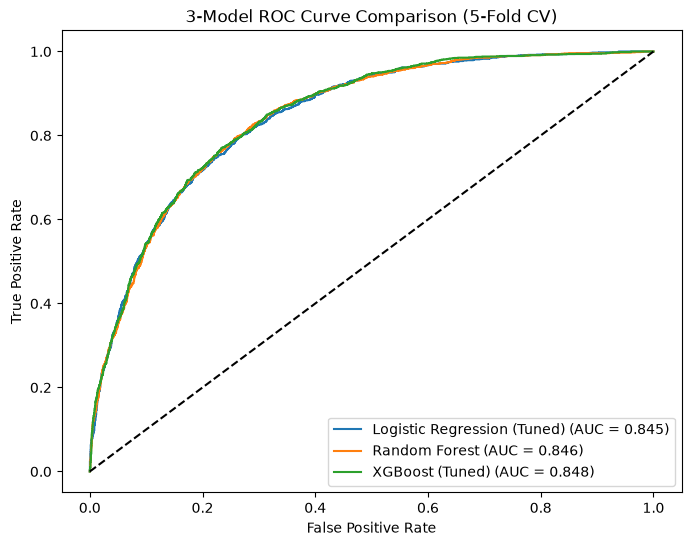 3-Model ROC Curve Comparison (5-Fold CV)
True Positive Rate
1.0
0.8
0.6
0.4
0.2
0.0
Logistic Regression (Tuned) (AUC = 0.845)
Random Forest (AUC = 0.846)
XGBoost (Tuned) (AUC = 0.848)
0.0 0.2 0.4 0.6 0.8 1.0
False Positive Rate